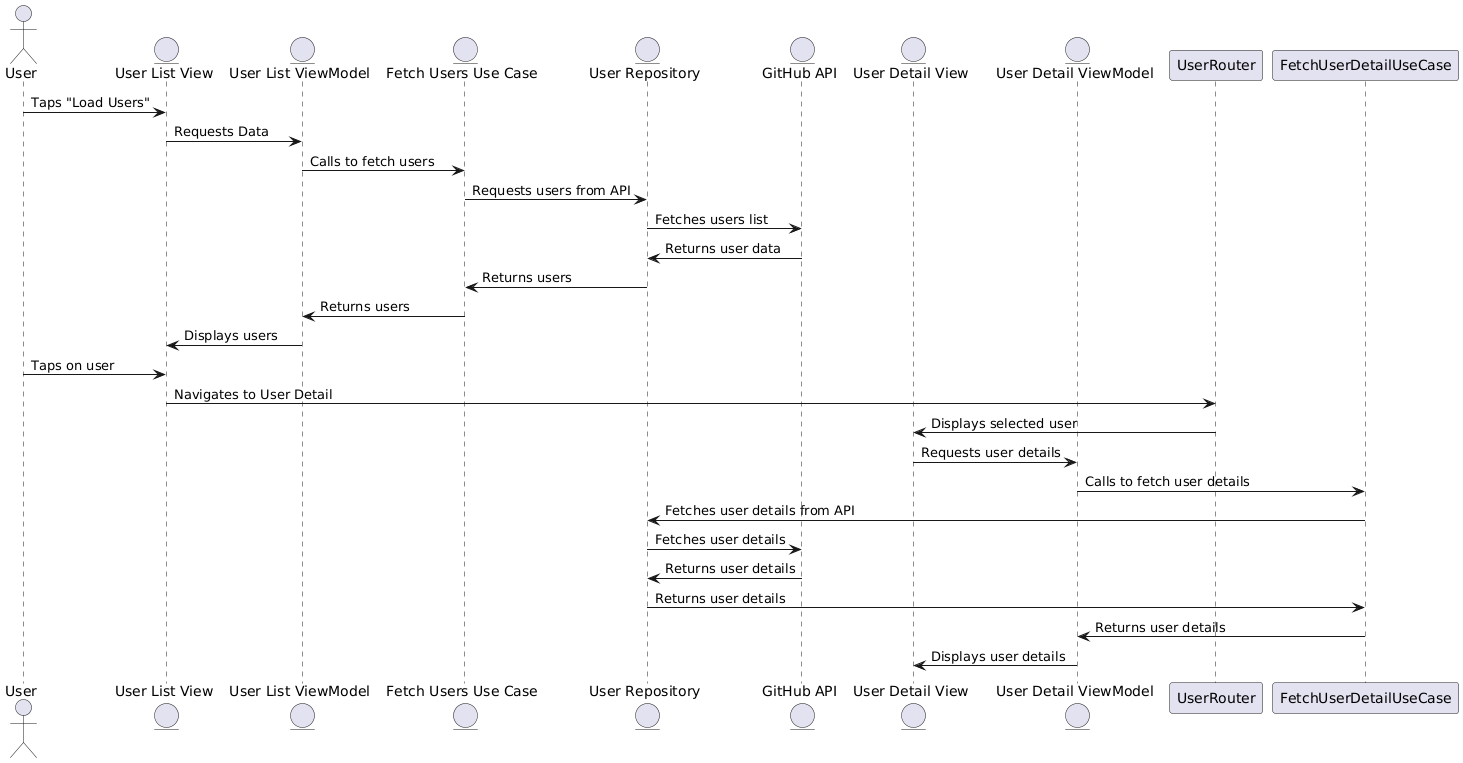 User
User List View
User List ViewModel
Fetch Users Use Case
User Repository
GitHub API
User Detail View
User Detail ViewModel
UserRouter
FetchUserDetailUseCase
Taps "Load Users"
Requests Data
Calls to fetch users
Requests users from API
Fetches users list
Returns user data
Returns users
Returns users
Displays users
Taps on user
Navigates to User Detail
Displays selected user
Requests user details
Calls to fetch user details
Fetches user details from API
Fetches user details
Returns user details
Returns user details
Returns user details
Displays user details
User
User List View
User List ViewModel
Fetch Users Use Case
User Repository
GitHub API
User Detail View
User Detail ViewModel
UserRouter
FetchUserDetailUseCase